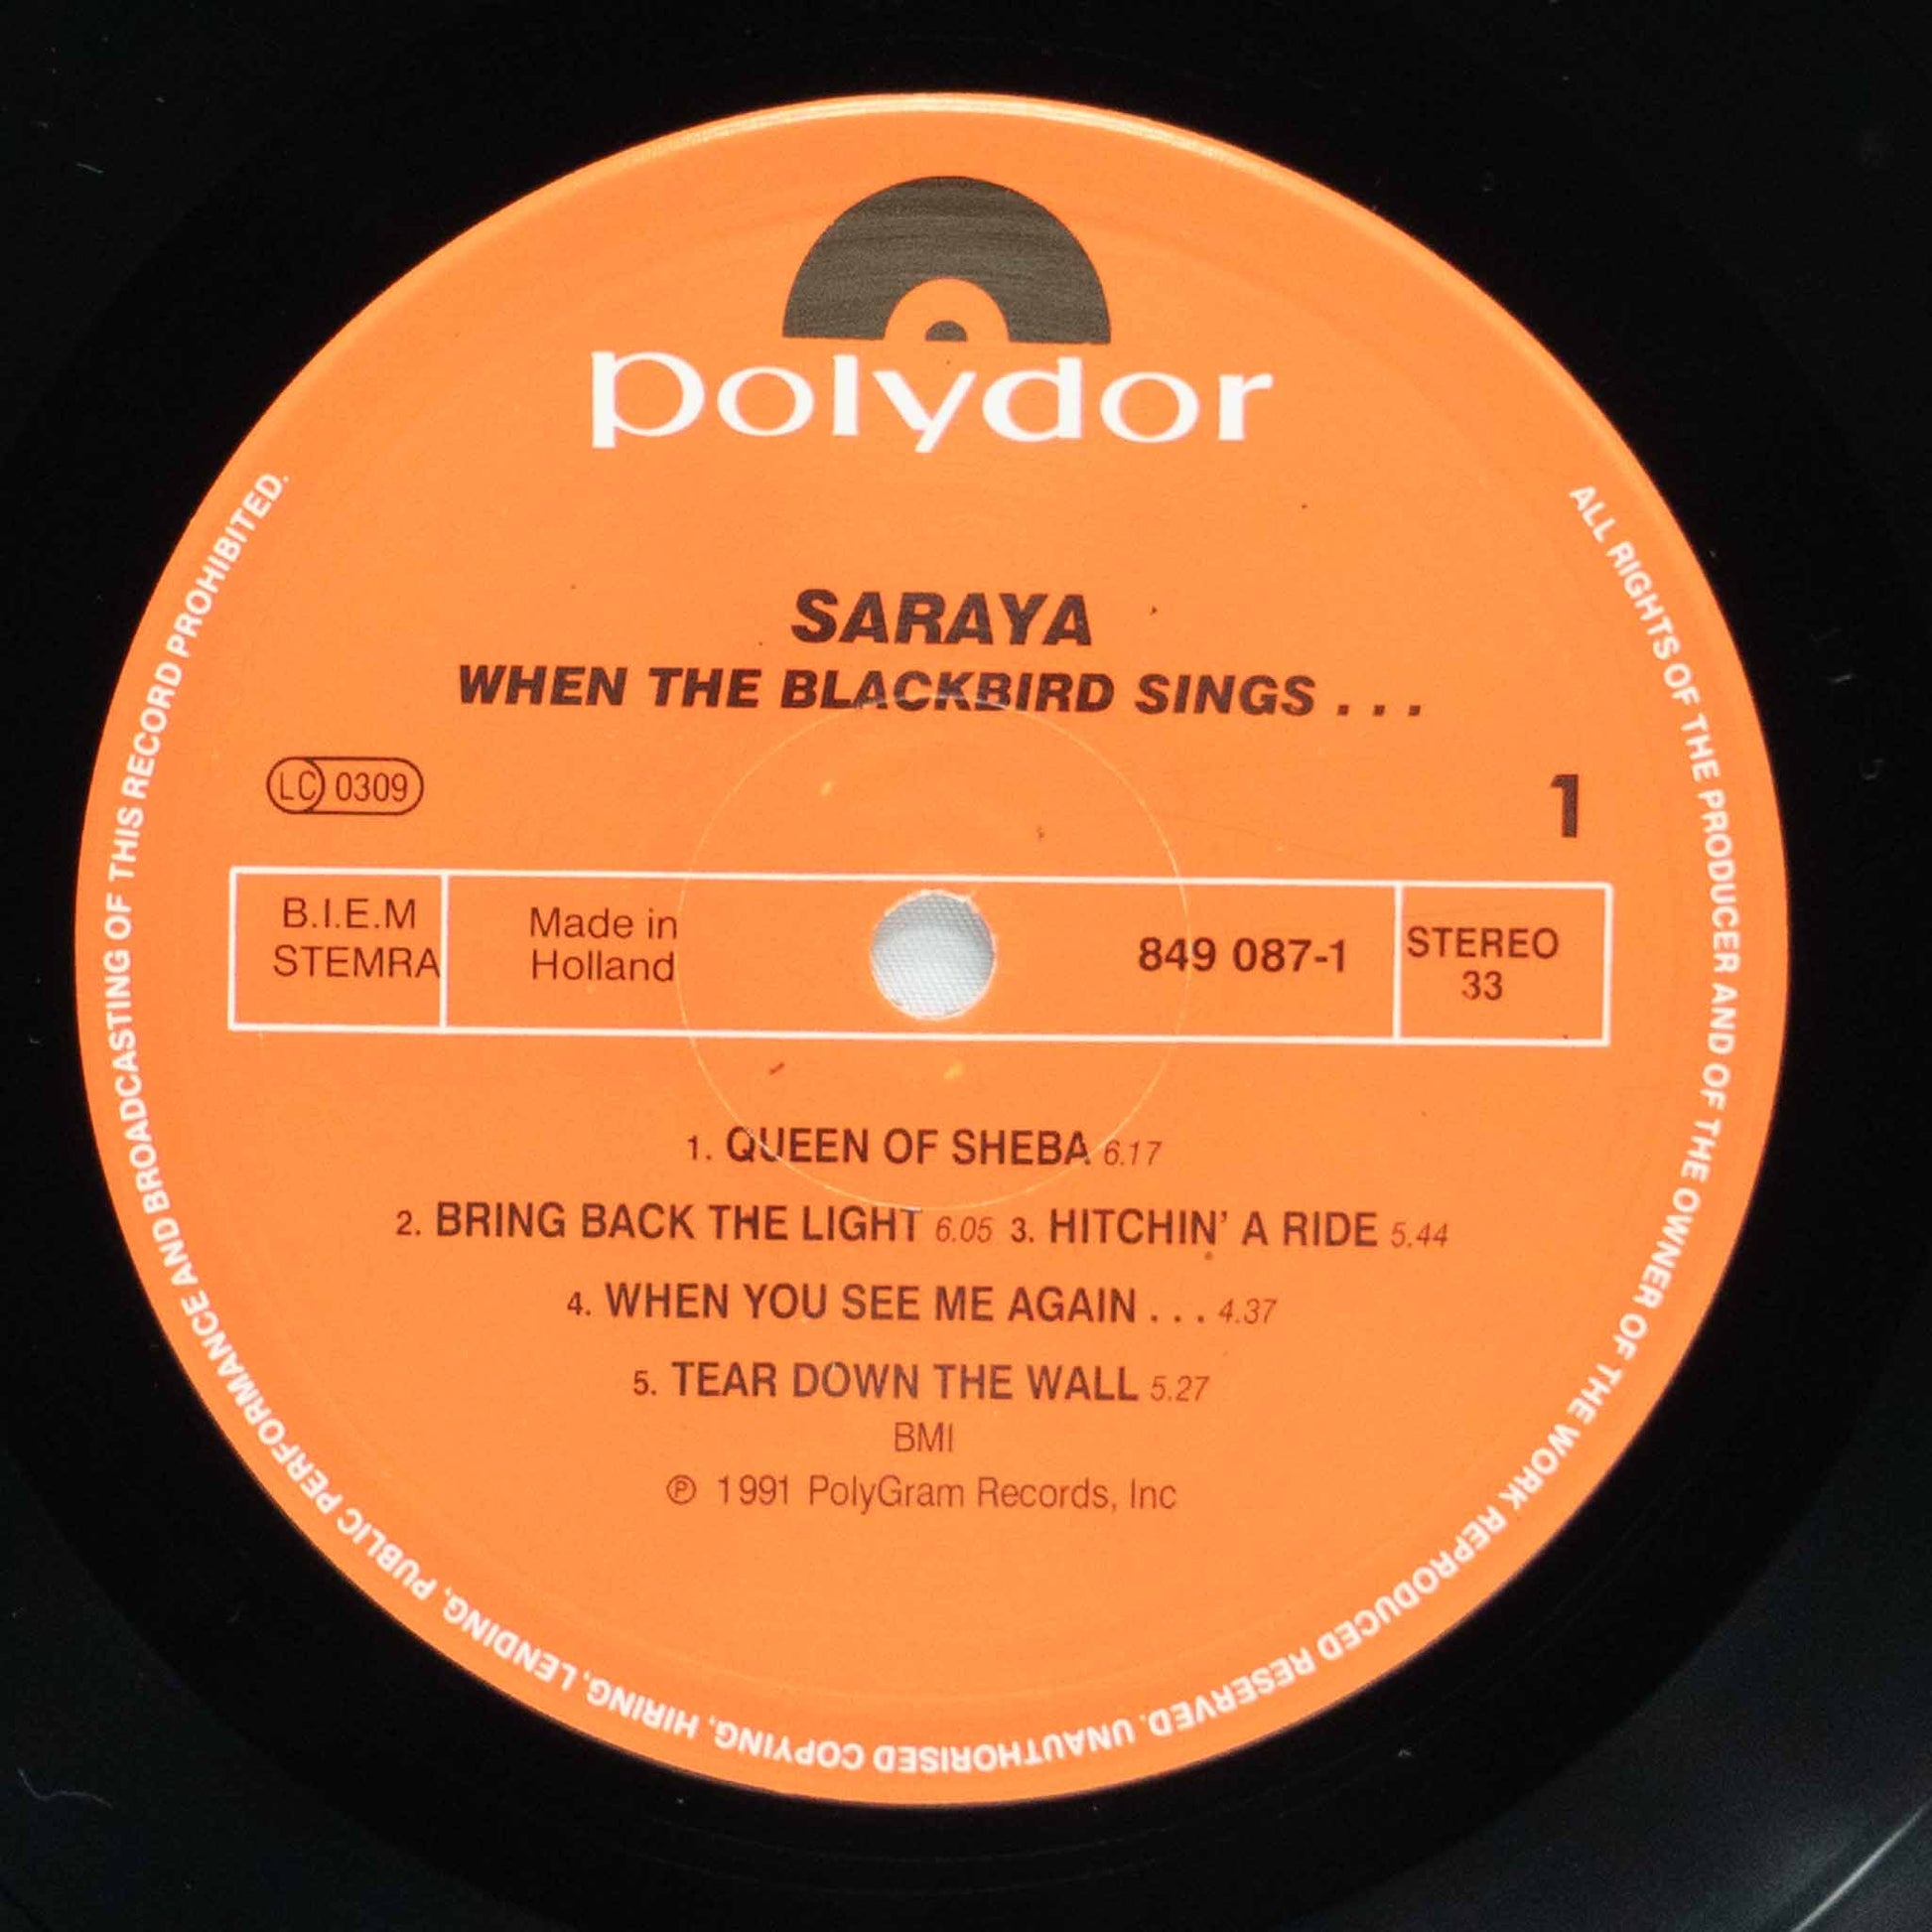 polydor
SARAYA
WHEN THE BLACKBIRD SINGS . . .
LC 0309
1
B.I.E.M
STEMRA
Made in
Holland
849 087-1
STEREO
33
1. QUEEN OF SHEBA 6.17
2. BRING BACK THE LIGHT 6.05 3. HITCHIN' A RIDE 5.44
4. WHEN YOU SEE ME AGAIN . . . 4.37
5. TEAR DOWN THE WALL 5.27
BMI
℗ 1991 PolyGram Records, Inc
ALL RIGHTS OF THE PRODUCER AND OF THE OWNER OF THE WORK REPRODUCED RESERVED. UNAUTHORISED COPYING, HIRING, LENDING, PUBLIC PERFORMANCE AND BROADCASTING OF THIS RECORD PROHIBITED.